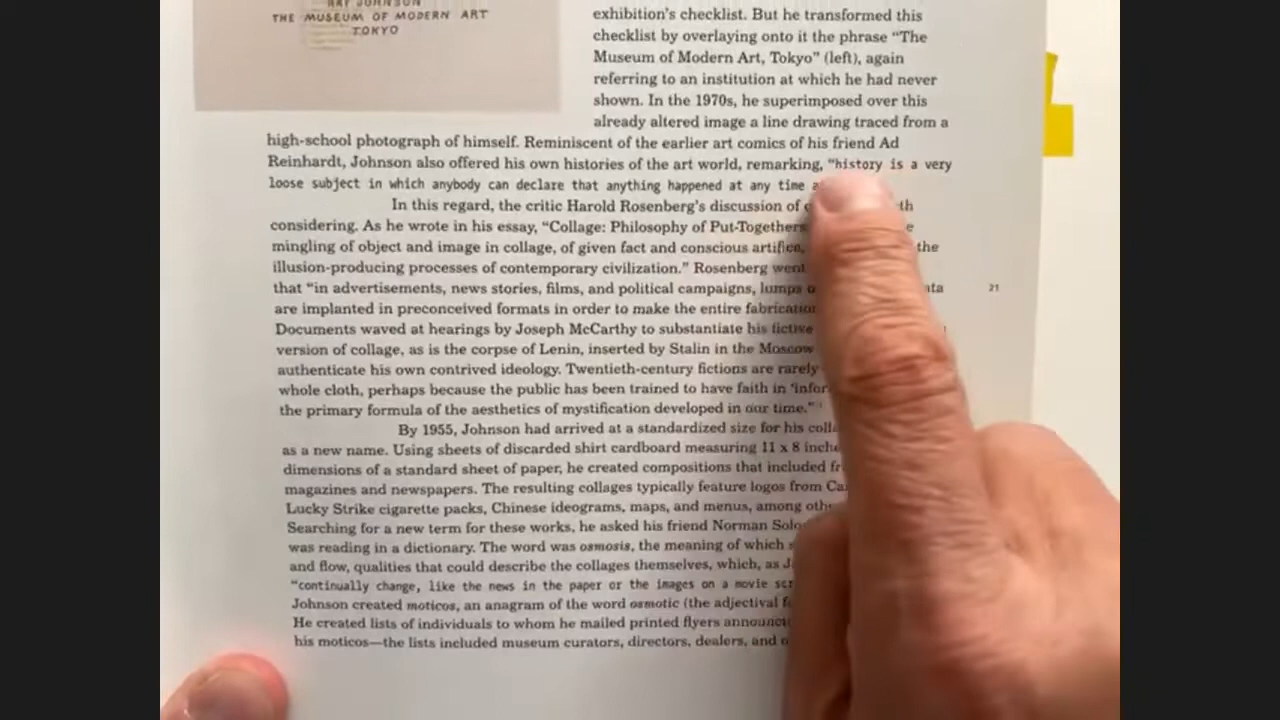 RAY JOHNSON
THE MUSEUM OF MODERN ART
TOKYO
exhibition's checklist. But he transformed this
checklist by overlaying onto it the phrase “The
Museum of Modern Art, Tokyo” (left), again
referring to an institution at which he had never
shown. In the 1970s, he superimposed over this
already altered image a line drawing traced from a
high-school photograph of himself. Reminiscent of the earlier art comics of his friend Ad
Reinhardt, Johnson also offered his own histories of the art world, remarking, “history is a very
loose subject in which anybody can declare that anything happened at any time
In this regard, the critic Harold Rosenberg's discussion of
considering. As he wrote in his essay, “Collage: Philosophy of Put-Togethers
mingling of object and image in collage, of given fact and conscious artifice, the
illusion-producing processes of contemporary civilization.” Rosenberg went
that “in advertisements, news stories, films, and political campaigns, lumps
21
are implanted in preconceived formats in order to make the entire
Documents waved at hearings by Joseph McCarthy to substantiate his fictive
version of collage, as is the corpse of Lenin, inserted by Stalin in the Moscow
authenticate his own contrived ideology. Twentieth-century fictions are rarely
whole cloth, perhaps because the public has been trained to have faith in
the primary formula of the aesthetics of mystification developed in our time.”
By 1955, Johnson had arrived at a standardized size for his
as a new name. Using sheets of discarded shirt cardboard measuring 11 x 8
dimensions of a standard sheet of paper, he created compositions that included
magazines and newspapers. The resulting collages typically feature logos from
Lucky Strike cigarette packs, Chinese ideograms, maps, and menus, among
Searching for a new term for these works, he asked his friend Norman
was reading in a dictionary. The word was osmosis, the meaning of which
and flow, qualities that could describe the collages themselves, which, as
“continually change, like the news in the paper or the images on a movie
Johnson created moticos, an anagram of the word osmotic (the adjectival
He created lists of individuals to whom he mailed printed flyers
his moticos—the lists included museum curators, directors, dealers, and